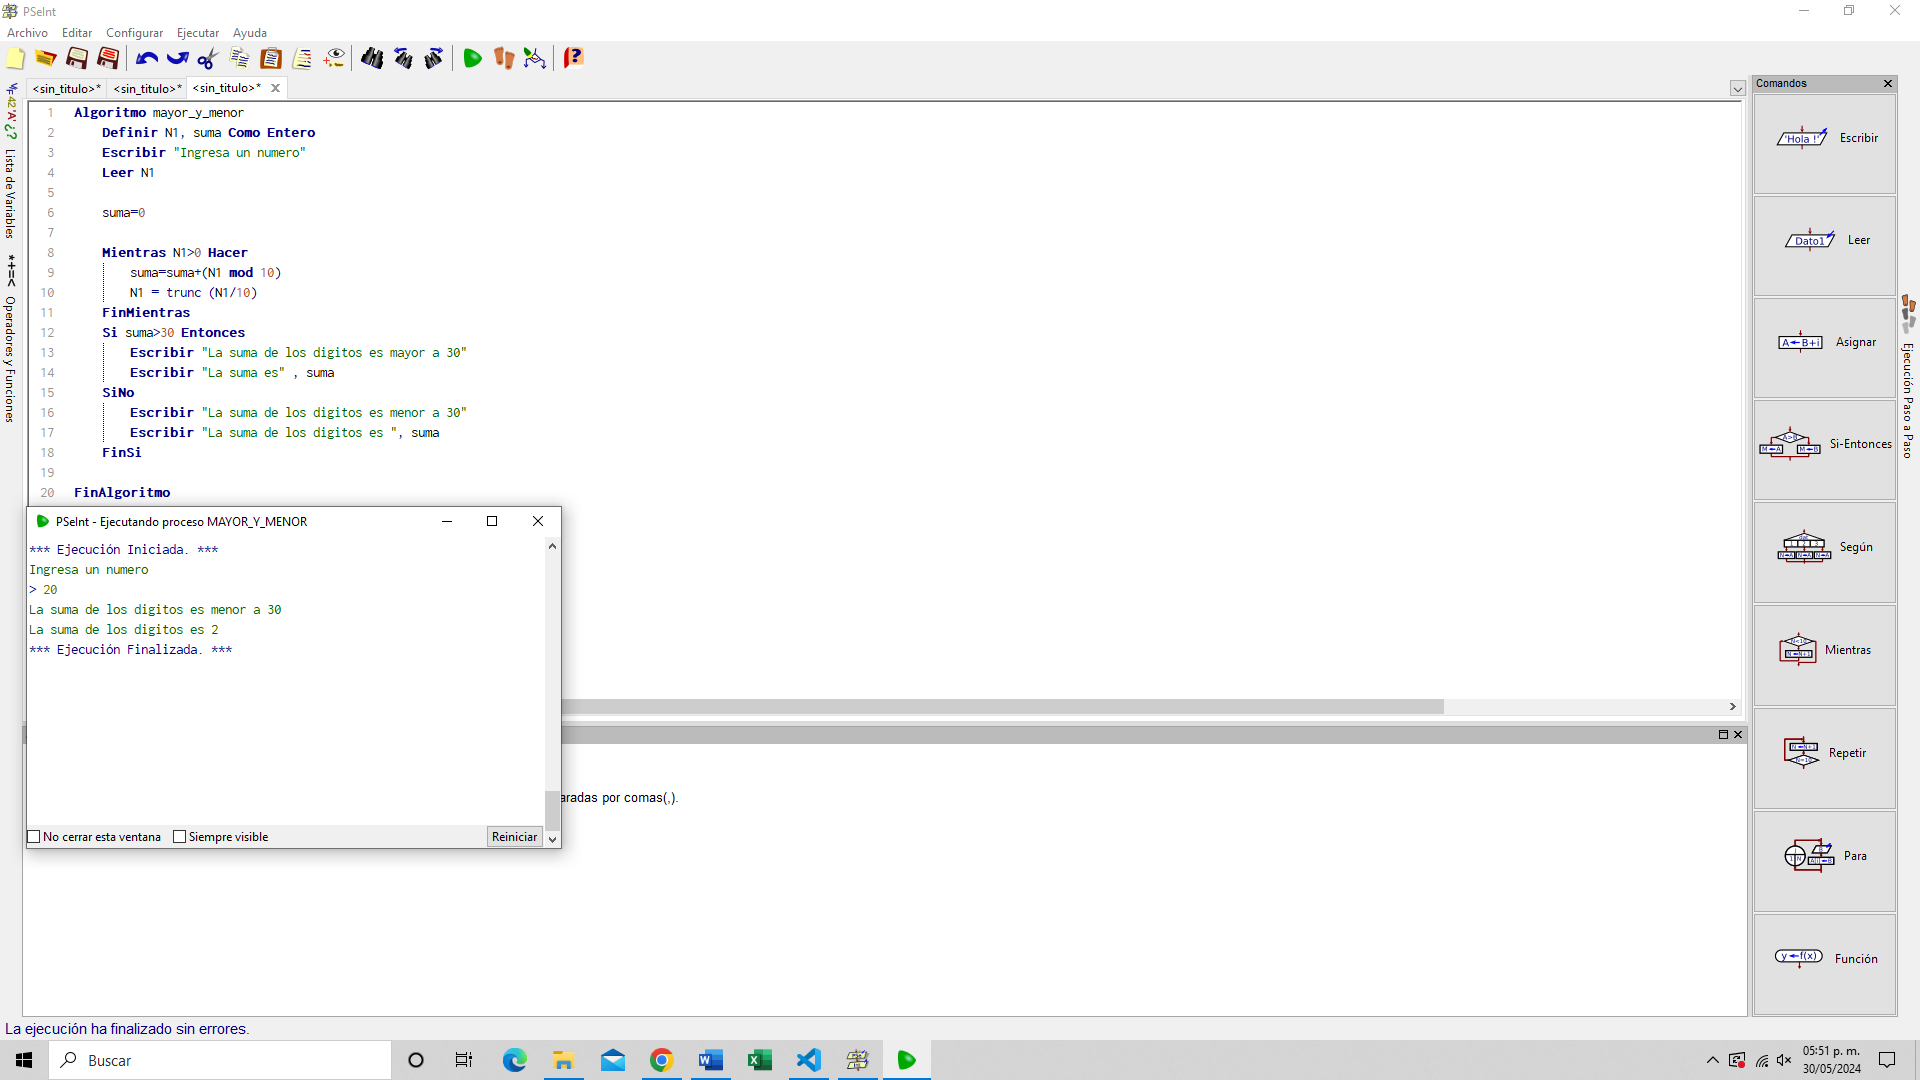 PSeInt
Archivo Editar Configurar Ejecutar Ayuda
<sin_titulo>* <sin_titulo>* <sin_titulo>*
Lista de Variables
Operadores y Funciones
1 Algoritmo mayor_y_menor
2 Definir N1, suma Como Entero
3 Escribir "Ingresa un numero"
4 Leer N1
5
6 suma=0
7
8 Mientras N1>0 Hacer
9 suma=suma+(N1 mod 10)
10 N1 = trunc (N1/10)
11 FinMientras
12 Si suma>30 Entonces
13 Escribir "La suma de los digitos es mayor a 30"
14 Escribir "La suma es" , suma
15 SiNo
16 Escribir "La suma de los digitos es menor a 30"
17 Escribir "La suma de los digitos es ", suma
18 FinSi
19
20 FinAlgoritmo
PSeInt - Ejecutando proceso MAYOR_Y_MENOR
*** Ejecución Iniciada. ***
Ingresa un numero
> 20
La suma de los digitos es menor a 30
La suma de los digitos es 2
*** Ejecución Finalizada. ***
No cerrar esta ventana Siempre visible Reiniciar
aradas por comas(,).
Comandos
'Hola !' Escribir
Dato1 Leer
A←B+i Asignar
A>B Si-Entonces
Según
Mientras
Repetir
Para
y←f(x) Función
Ejecución Paso a Paso
La ejecución ha finalizado sin errores.
Buscar
05:51 p. m.
30/05/2024